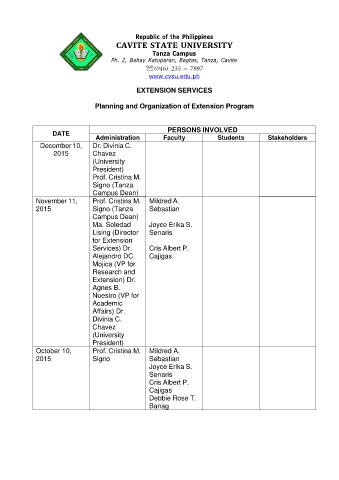 Republic of the Philippines
CAVITE STATE UNIVERSITY
Tanza Campus
Ph. 2, Bahay Katuparan, Bagtas, Tanza, Cavite
☏(046) 235 – 7997
www.cvsu.edu.ph
EXTENSION SERVICES
Planning and Organization of Extension Program
DATE
PERSONS INVOLVED
Administration Faculty Students Stakeholders
December 10,
2015
Dr. Divinia C.
Chavez
(University
President)
Prof. Cristina M.
Signo (Tanza
Campus Dean)
November 11,
2015
Prof. Cristina M.
Signo (Tanza
Campus Dean)
Ma. Soledad
Lising (Director
for Extension
Services) Dr.
Alejandro DC.
Mojica (VP for
Research and
Extension) Dr.
Agnes B.
Nuestro (VP for
Academic
Affairs) Dr.
Divinia C.
Chavez
(University
President)
Mildred A.
Sebastian
Joyce Erika S.
Senaris
Cris Albert P.
Cajigas
October 10,
2015
Prof. Cristina M.
Signo
Mildred A.
Sebastian
Joyce Erika S.
Senaris
Cris Albert P.
Cajigas
Debbie Rose T.
Banag